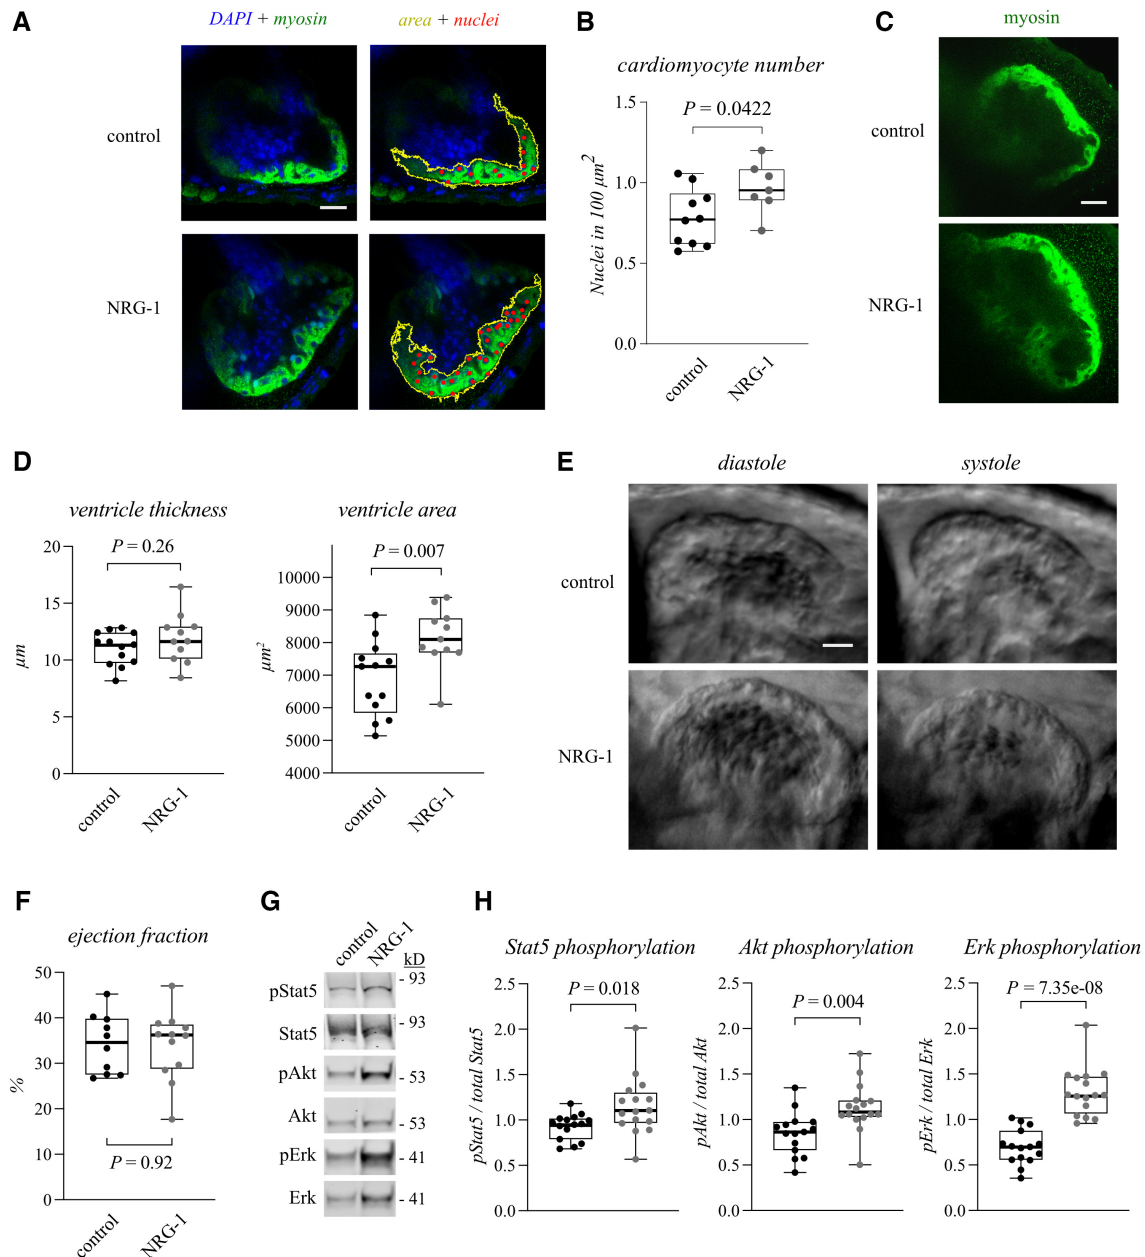 A
DAPI + myosin
area + nuclei
control
NRG-1
B
cardiomyocyte number
P = 0.0422
Nuclei in 100 μm²
1.5
1.0
0.5
0.0
control
NRG-1
C
myosin
control
NRG-1
D
ventricle thickness
P = 0.26
μm
20
15
10
5
0
control
NRG-1
ventricle area
P = 0.007
μm²
10000
9000
8000
7000
6000
5000
4000
control
NRG-1
E
diastole
systole
control
NRG-1
F
ejection fraction
%
50
40
30
20
10
0
P = 0.92
control
NRG-1
G
control
NRG-1
kD
pStat5
- 93
Stat5
- 93
pAkt
- 53
Akt
- 53
pErk
- 41
Erk
- 41
H
Stat5 phosphorylation
P = 0.018
pStat5 / total Stat5
2.5
2.0
1.5
1.0
0.5
0.0
control
NRG-1
Akt phosphorylation
P = 0.004
pAkt / total Akt
2.5
2.0
1.5
1.0
0.5
0.0
control
NRG-1
Erk phosphorylation
P = 7.35e-08
pErk / total Erk
2.5
2.0
1.5
1.0
0.5
0.0